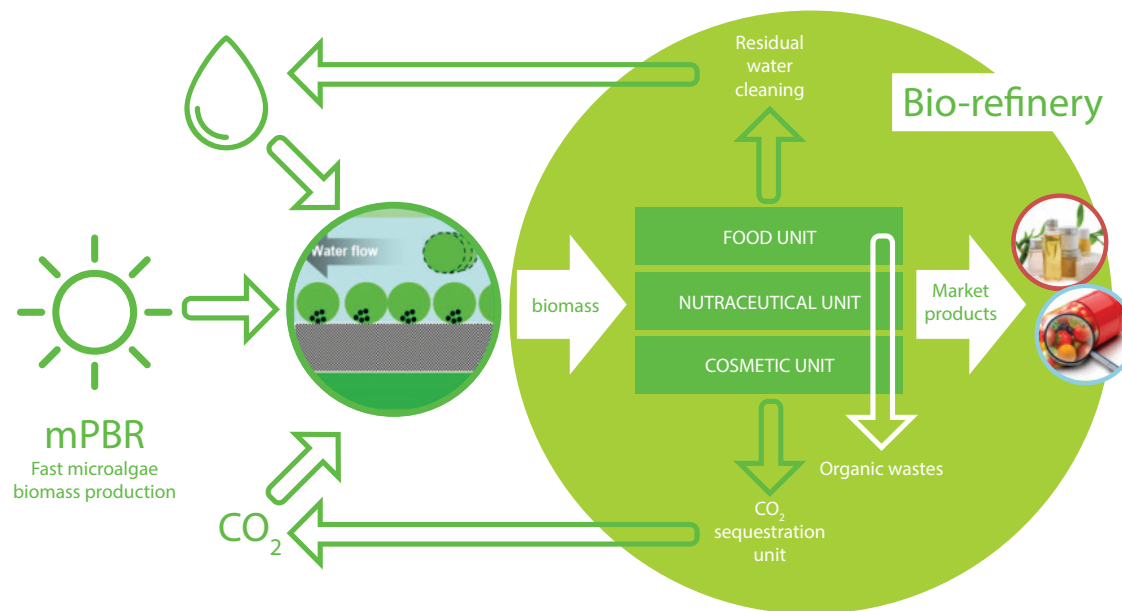 Residual
water
cleaning
Bio-refinery
Water flow
FOOD UNIT
biomass
NUTRACEUTICAL UNIT
Market
products
COSMETIC UNIT
mPBR
Fast microalgae
biomass production
Organic wastes
CO₂
CO₂
sequestration
unit